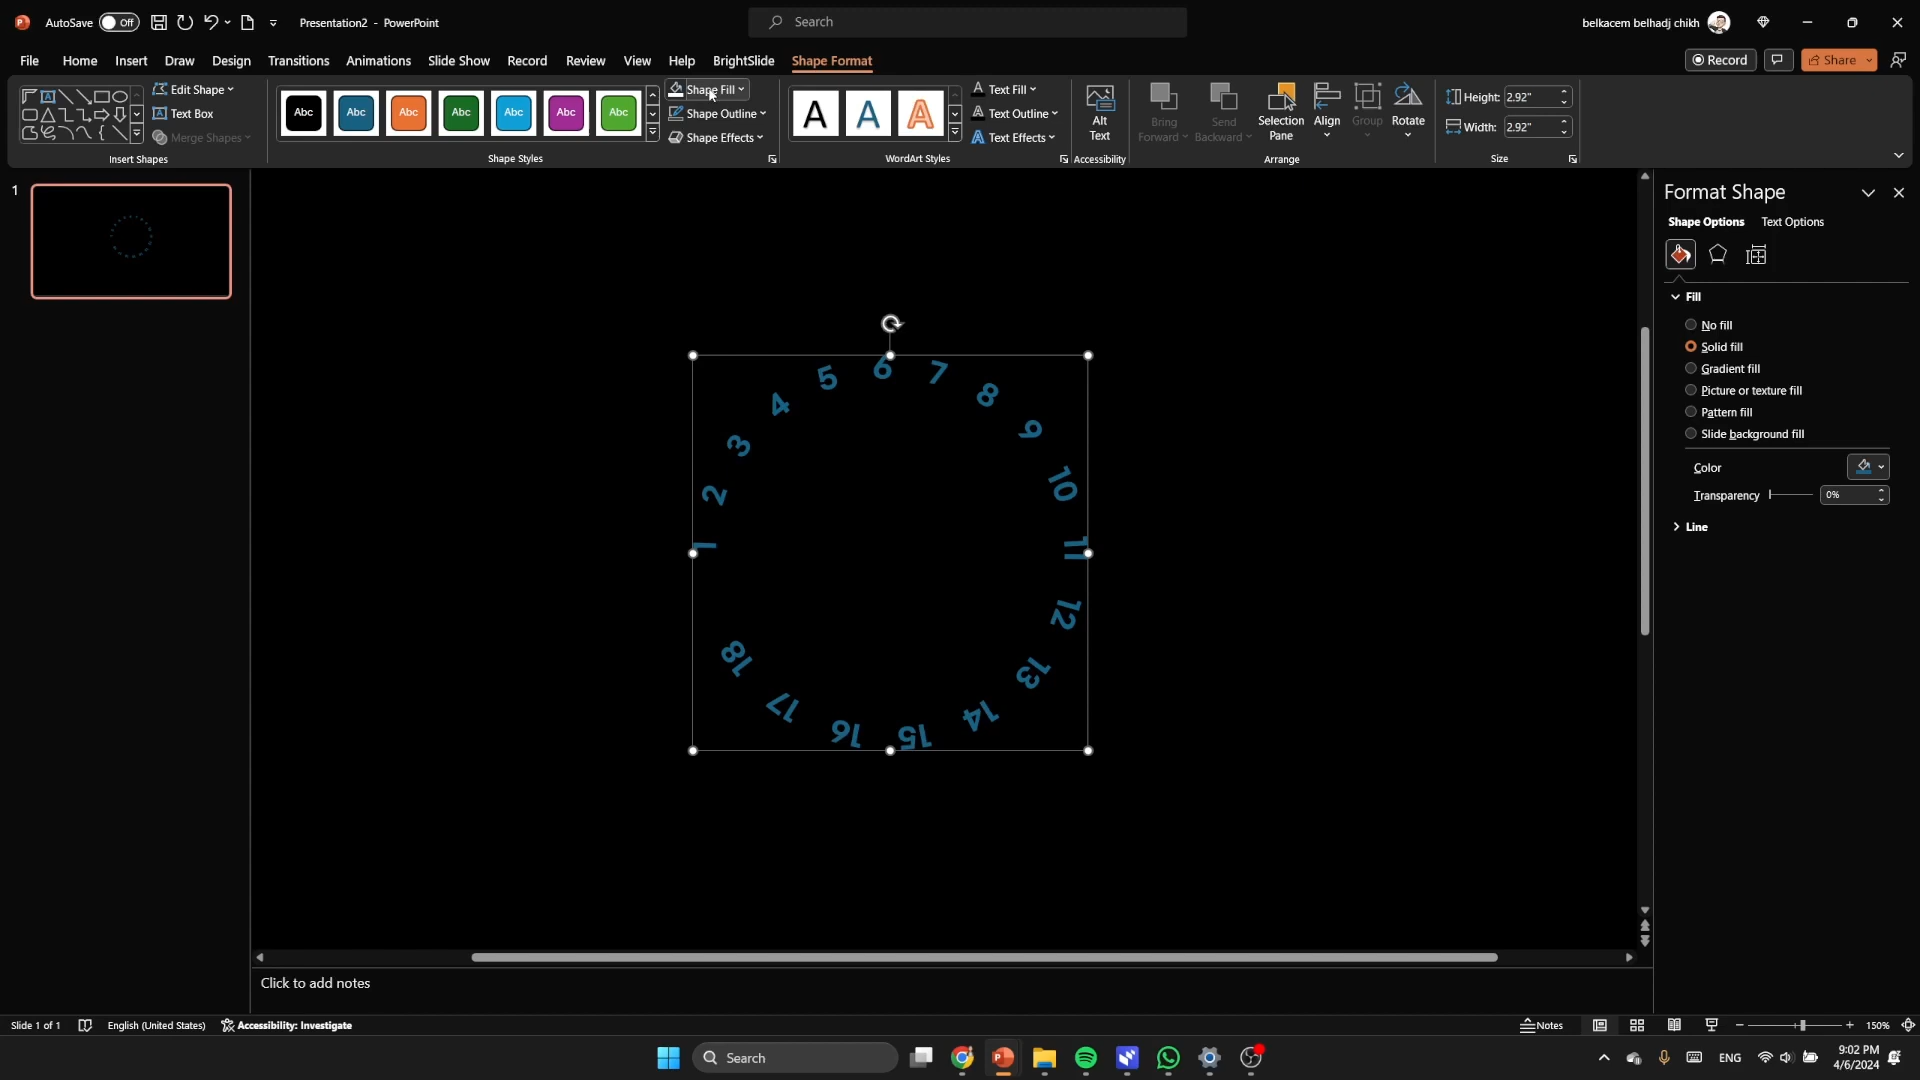 AutoSave Off Presentation2 - PowerPoint Search belkacem belhadj chikh
File Home Insert Draw Design Transitions Animations Slide Show Record Review View Help BrightSlide Shape Format Record Share
Edit Shape
Text Box
Merge Shapes
Insert Shapes
Abc Abc Abc Abc Abc Abc Abc
Shape Fill
Shape Outline
Shape Effects
Shape Styles
A A A
Text Fill
Text Outline
Text Effects
WordArt Styles
Alt Text
Accessibility
Bring Forward
Send Backward
Selection Pane
Align
Group
Rotate
Arrange
Height: 2.92"
Width: 2.92"
Size
1
1 2 3 4 5 6 7 8 9 10 11 12 13 14 15 16 17 18
Format Shape
Shape Options Text Options
Fill
No fill
Solid fill
Gradient fill
Picture or texture fill
Pattern fill
Slide background fill
Color
Transparency 0%
Line
Click to add notes
Slide 1 of 1 English (United States) Accessibility: Investigate Notes 150%
Search ENG 9:02 PM
4/6/2024